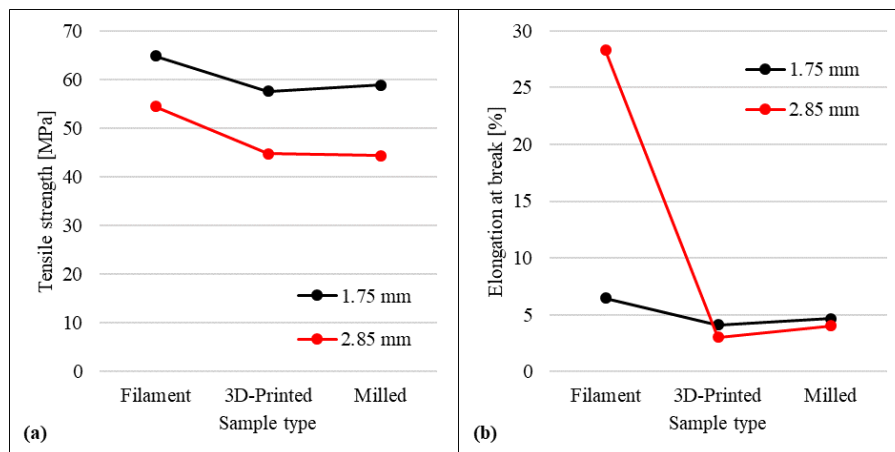 70
60
50
40
30
20
10
0
Tensile strength [MPa]
1.75 mm
2.85 mm
Filament 3D-Printed Milled
Sample type
(a)
30
25
20
15
10
5
0
Elongation at break [%]
1.75 mm
2.85 mm
Filament 3D-Printed Milled
Sample type
(b)